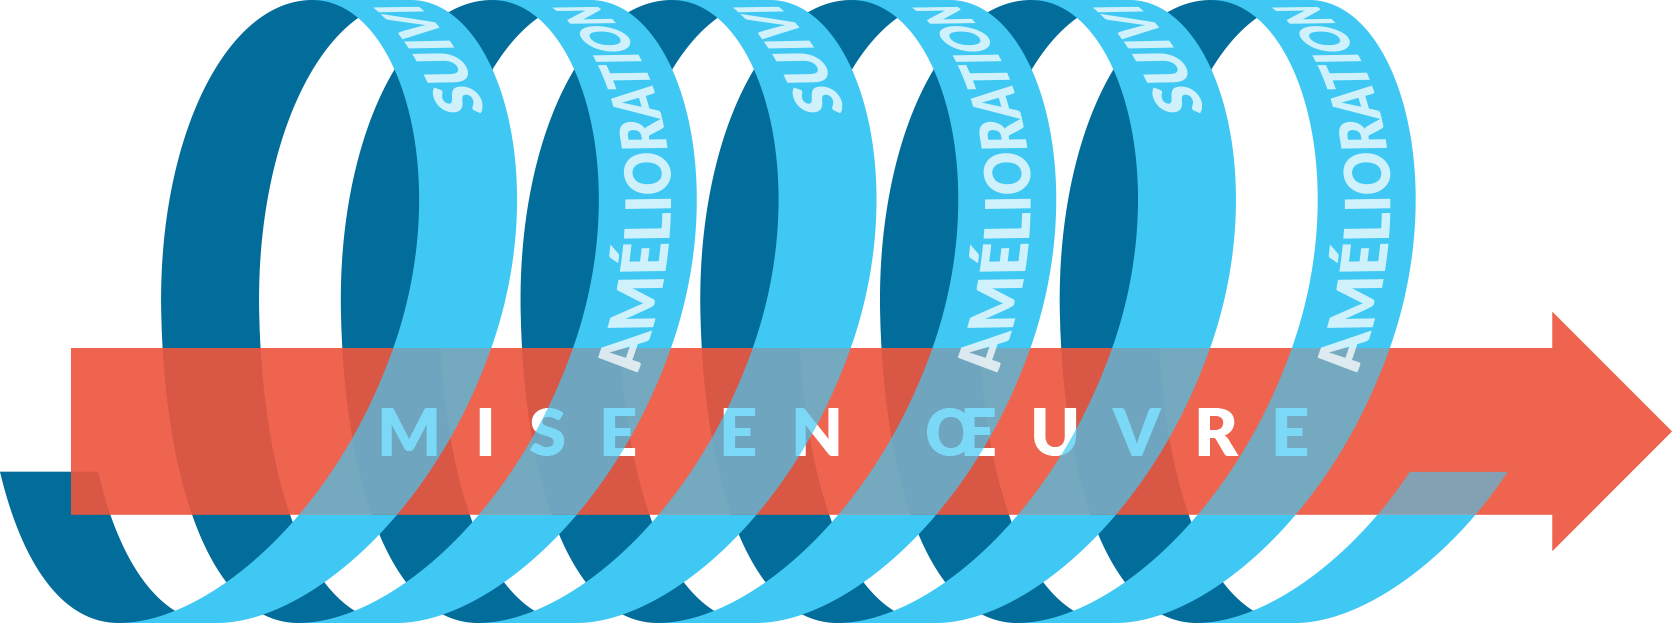 SUIVI
AMÉLIORATION
SUIVI
AMÉLIORATION
SUIVI
AMÉLIORATION
MISE EN ŒUVRE